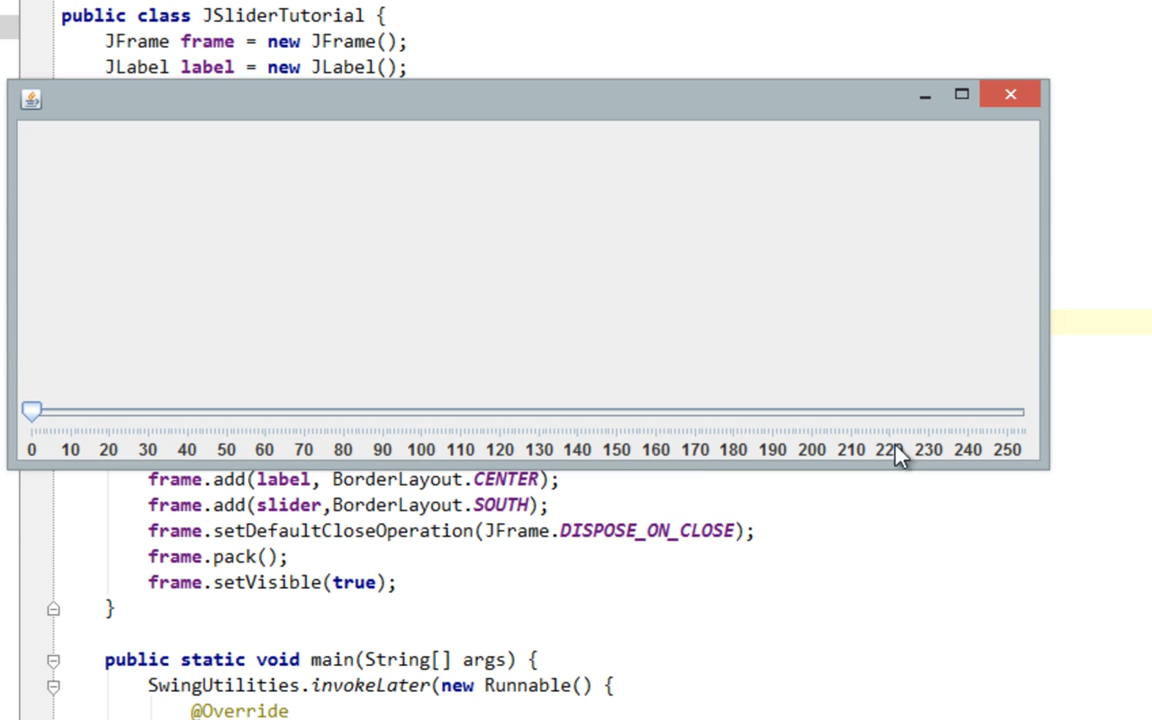 public class JSliderTutorial {
JFrame frame = new JFrame();
JLabel label = new JLabel();
0 10 20 30 40 50 60 70 80 90 100 110 120 130 140 150 160 170 180 190 200 210 220 230 240 250
frame.add(label, BorderLayout.CENTER);
frame.add(slider,BorderLayout.SOUTH);
frame.setDefaultCloseOperation(JFrame.DISPOSE_ON_CLOSE);
frame.pack();
frame.setVisible(true);
}
public static void main(String[] args) {
SwingUtilities.invokeLater(new Runnable() {
@Override